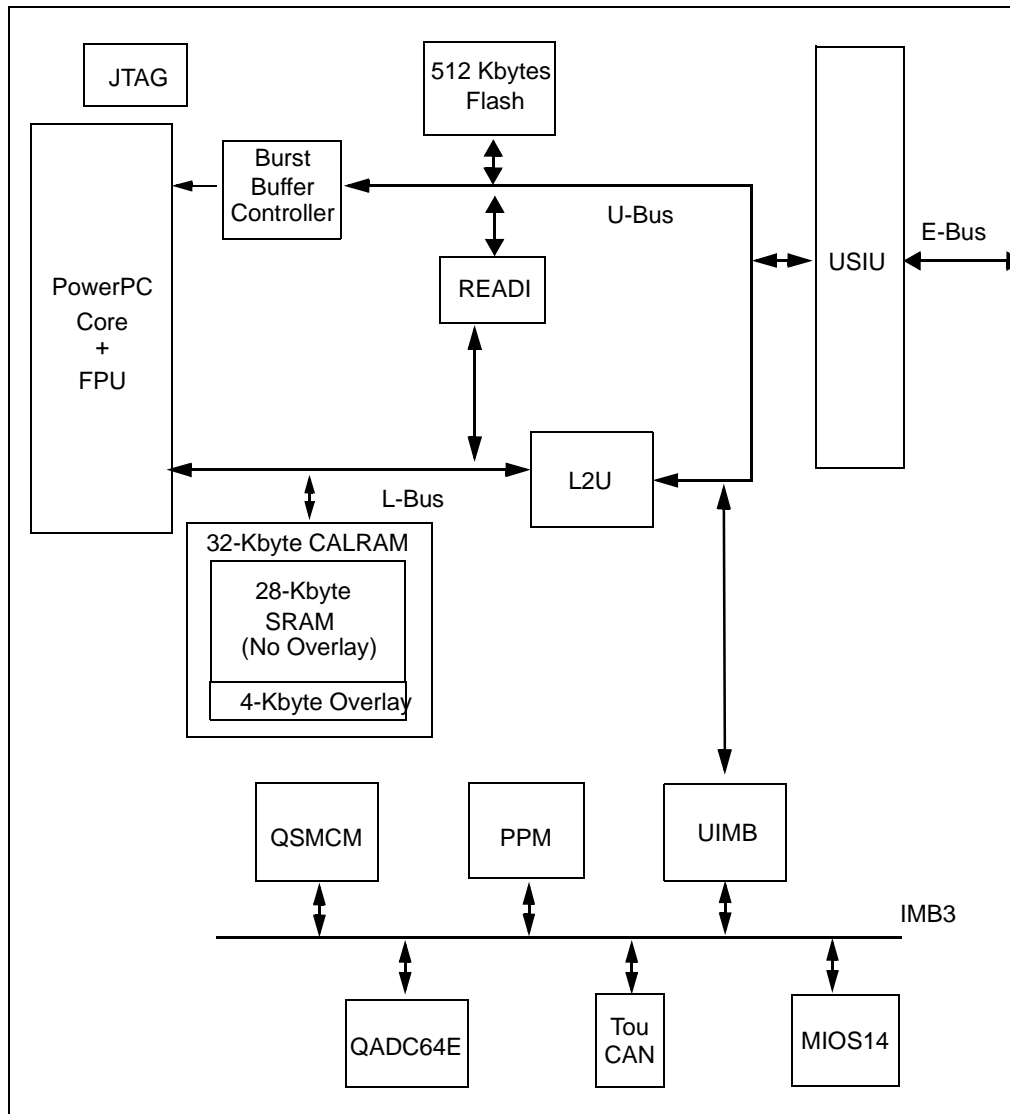 JTAG
512 Kbytes
Flash
Burst
Buffer
Controller
U-Bus
E-Bus
USIU
PowerPC
Core
+
FPU
READI
L2U
L-Bus
32-Kbyte CALRAM
28-Kbyte
SRAM
(No Overlay)
4-Kbyte Overlay
QSMCM
PPM
UIMB
IMB3
QADC64E
Tou
CAN
MIOS14